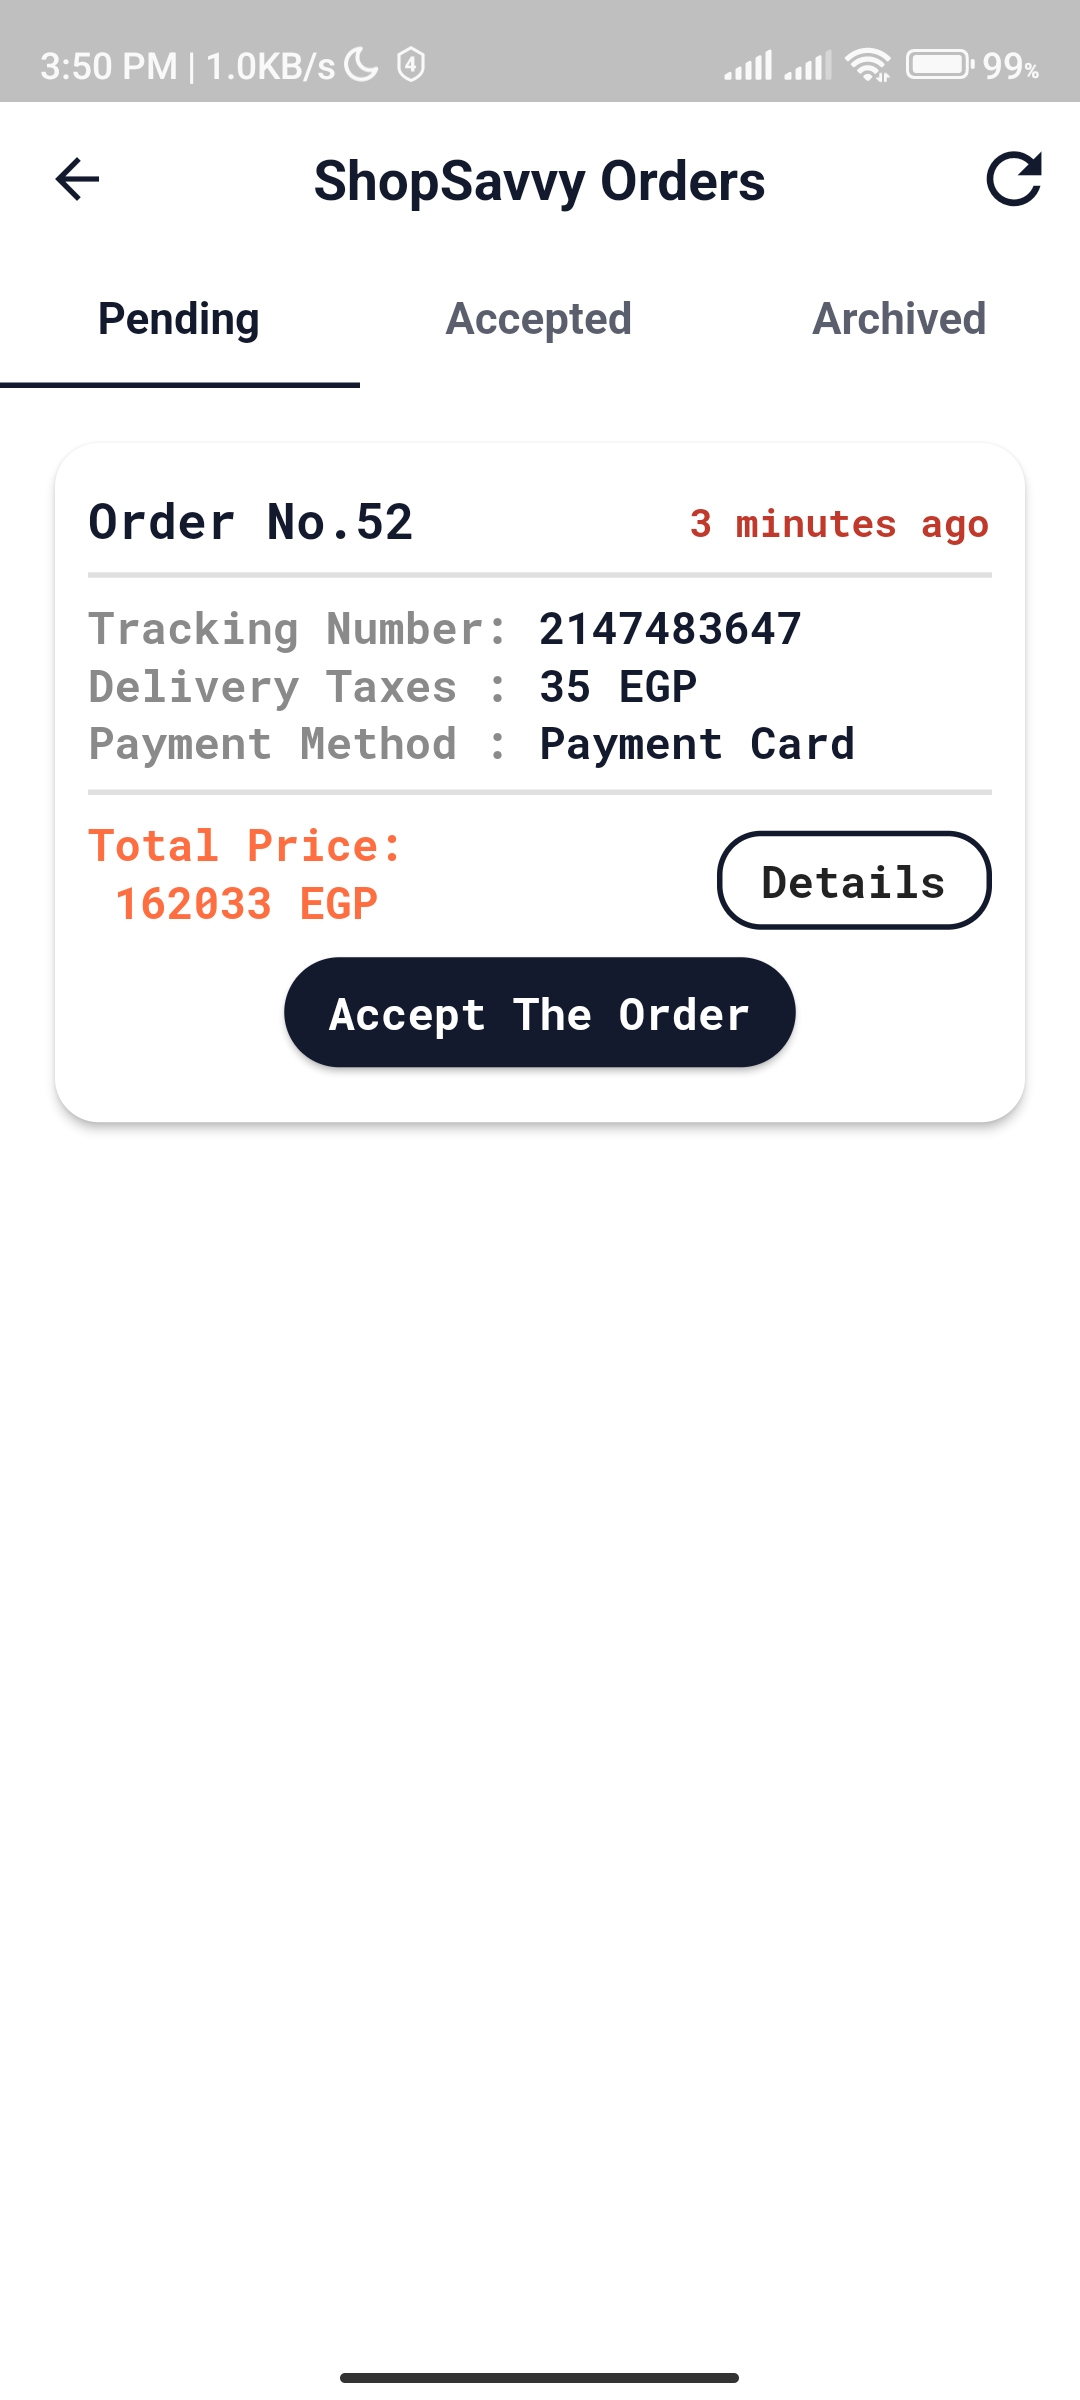 3:50 PM | 1.0KB/s 4 99%
ShopSavvy Orders
Pending Accepted Archived
Order No.52 3 minutes ago
Tracking Number: 2147483647
Delivery Taxes : 35 EGP
Payment Method : Payment Card
Total Price:
162033 EGP
Details
Accept The Order